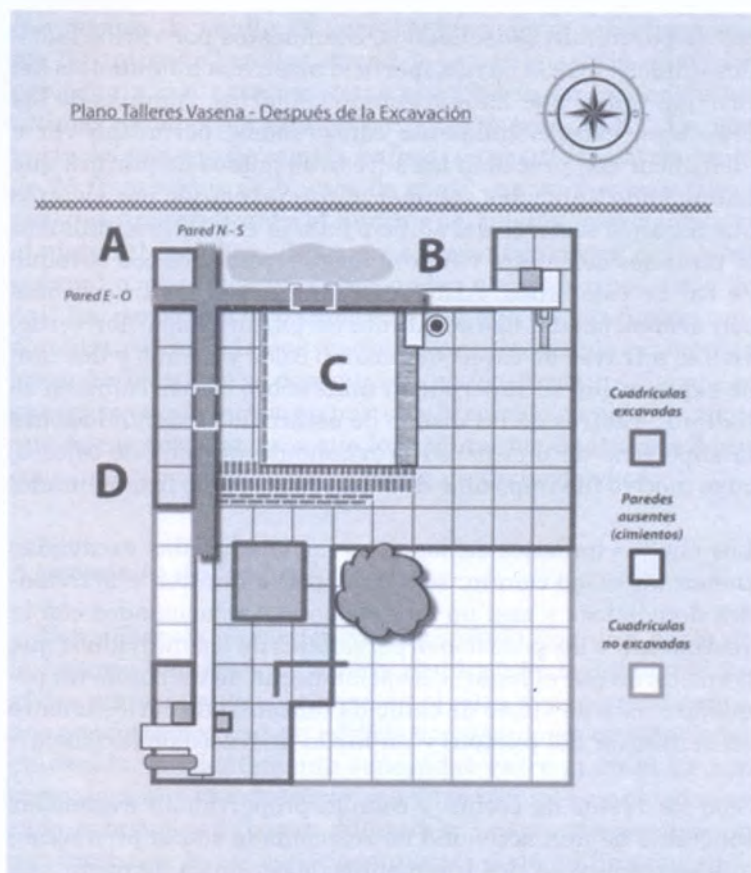 Plano Talleres Vasena - Después de la Excavación
A
Pared N - S
B
Pared E - O
C
D
Cuadrículas
excavadas
Paredes
ausentes
(cimientos)
Cuadrículas
no excavadas